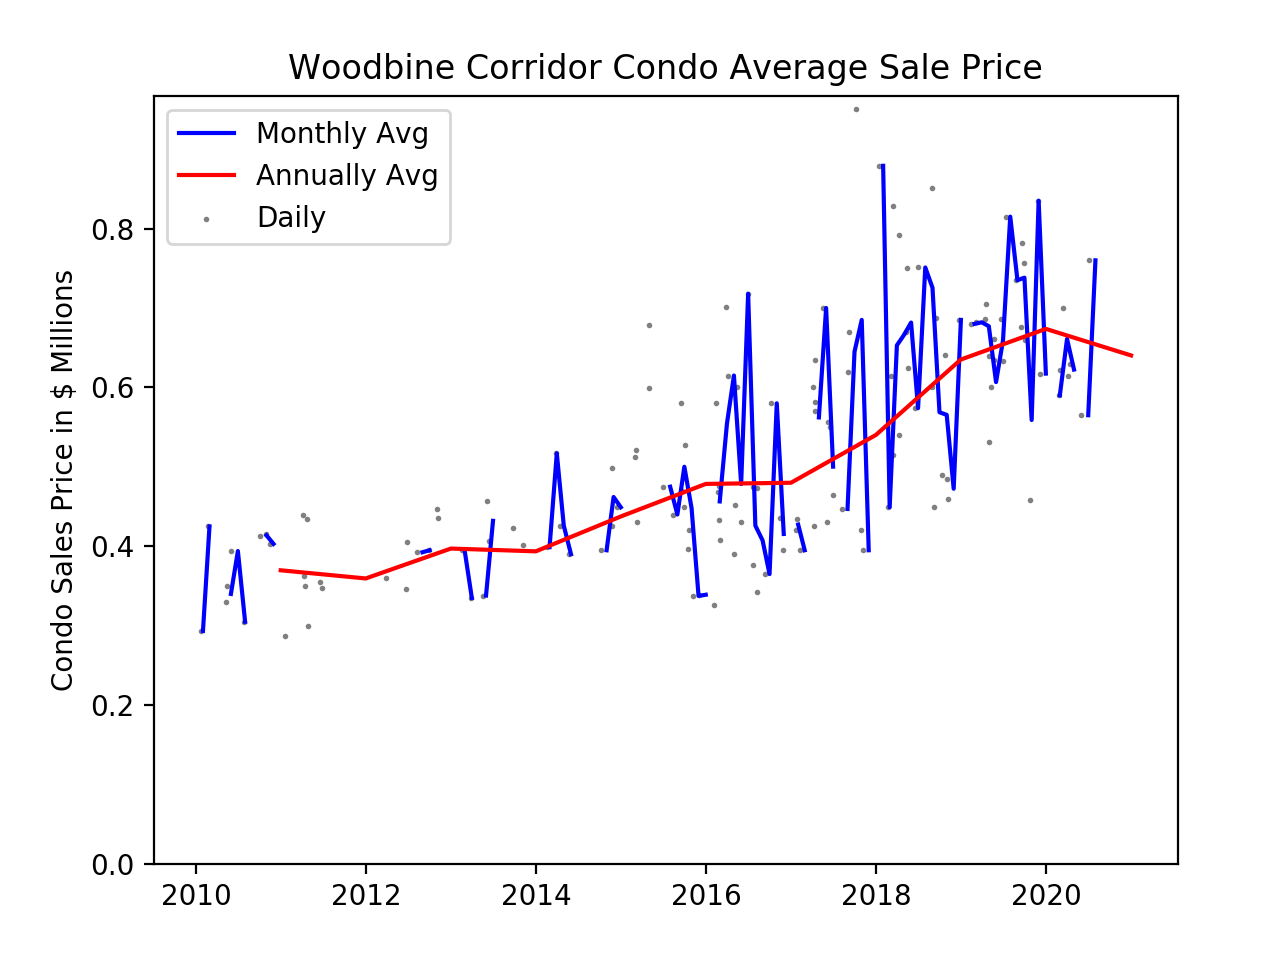 Woodbine Corridor Condo Average Sale Price
Monthly Avg
Annually Avg
Daily
Condo Sales Price in $ Millions
0.8
0.6
0.4
0.2
0.0
2010 2012 2014 2016 2018 2020